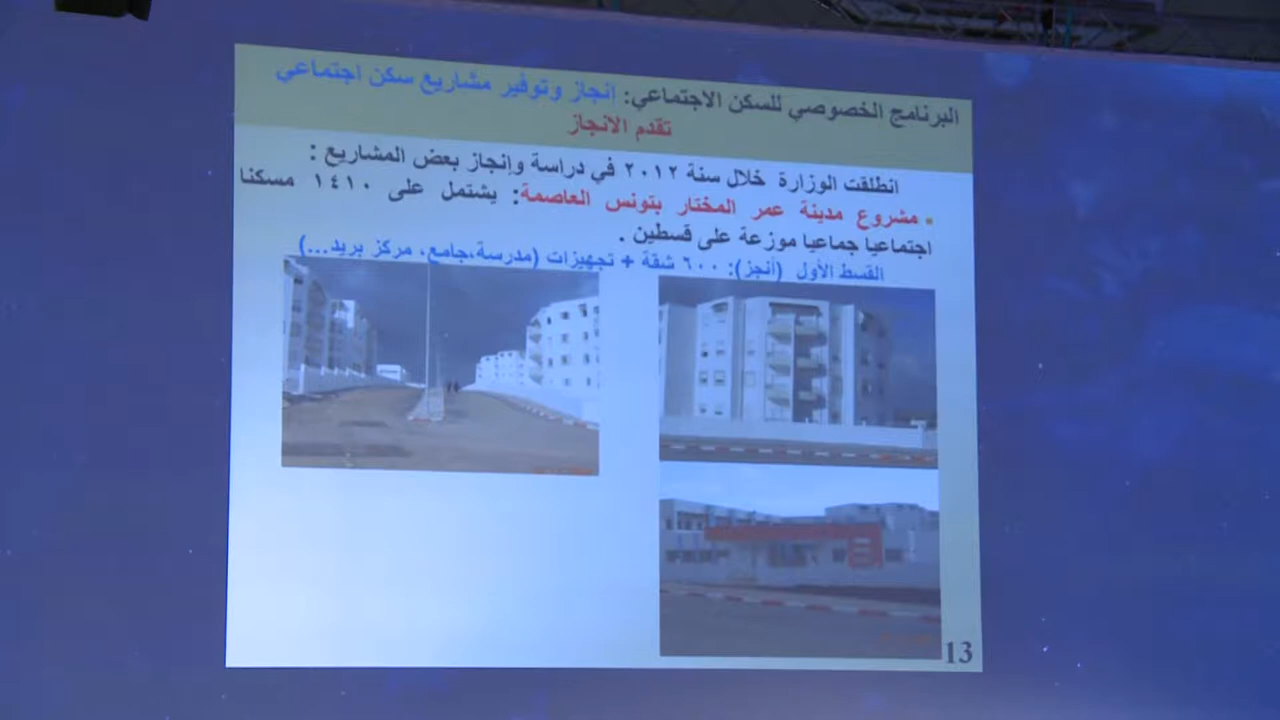 البرنامج الخصوصي للسكن الاجتماعي: انجاز وتوفير مشاريع سكن اجتماعي
تقدم الانجاز
انطلقت الوزارة خلال سنة ٢٠١٢ في دراسة وإنجاز بعض المشاريع :
▪ مشروع مدينة عمر المختار بتونس العاصمة: يشتمل على ١٤١٠ مسكنا
اجتماعيا جماعيا موزعة على قسطين .
القسط الأول (أنجز): ٦٠٠ شقة + تجهيزات (مدرسة،جامع، مركز بريد...)
13